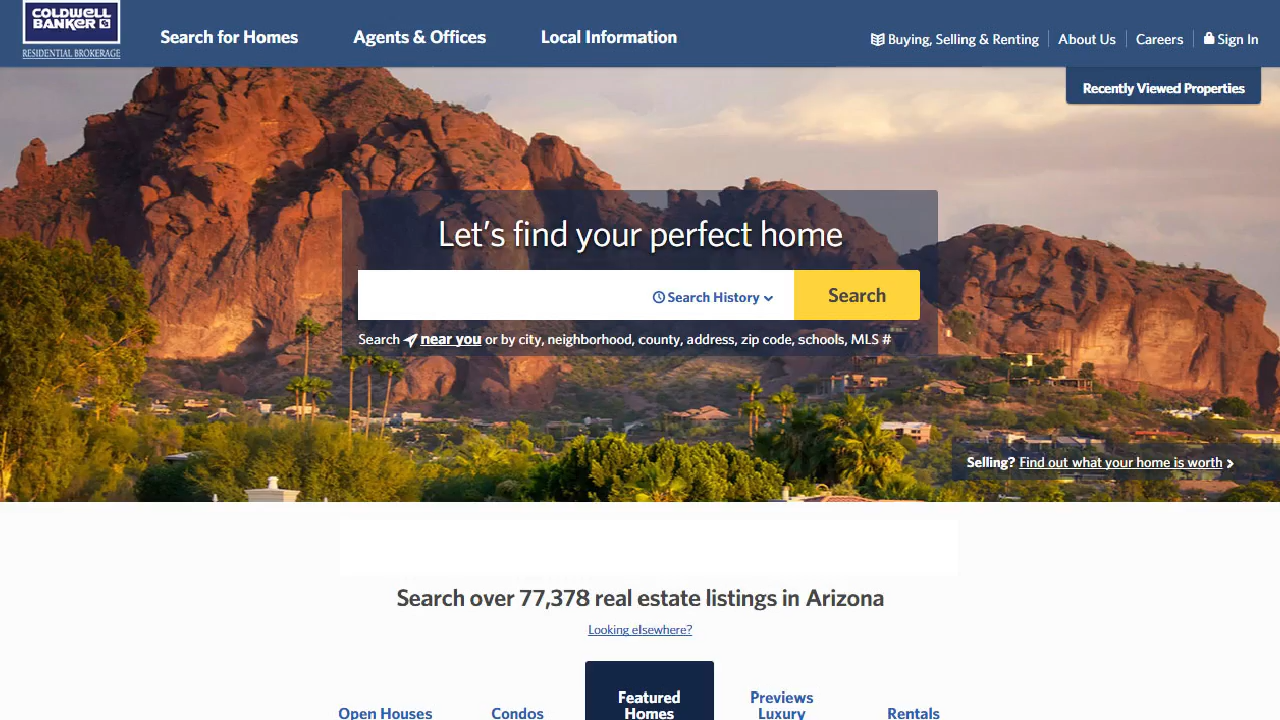 COLDWELL
BANKER CB
RESIDENTIAL BROKERAGE
Search for Homes
Agents & Offices
Local Information
Buying, Selling & Renting
About Us
Careers
Sign In
Recently Viewed Properties
Let's find your perfect home
Search History
Search
Search near you or by city, neighborhood, county, address, zip code, schools, MLS #
Selling? Find out what your home is worth
Search over 77,378 real estate listings in Arizona
Looking elsewhere?
Open Houses
Condos
Featured
Homes
Previews
Luxury
Rentals